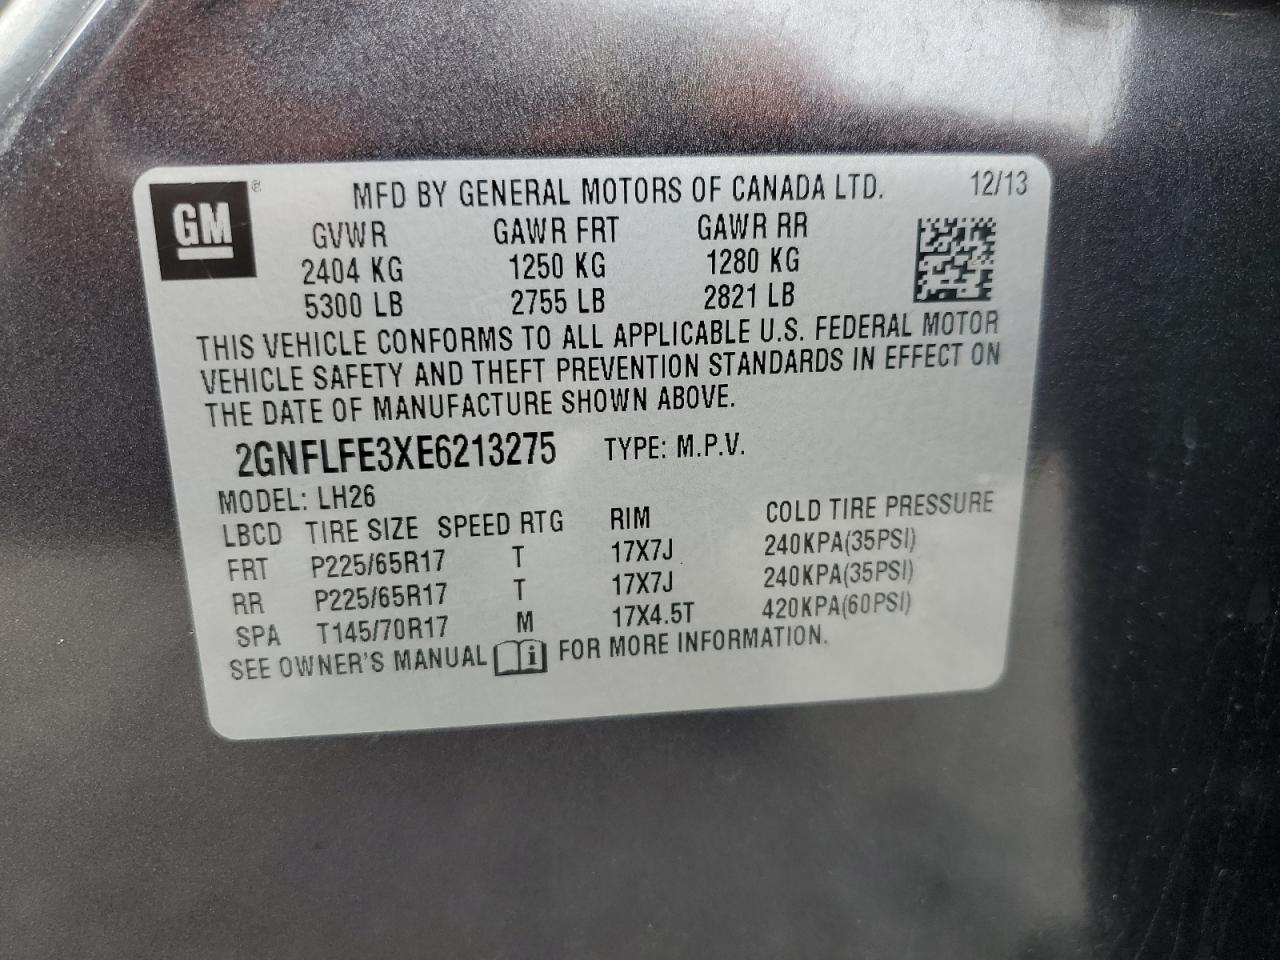 GM ® MFD BY GENERAL MOTORS OF CANADA LTD. 12/13
GVWR GAWR FRT GAWR RR
2404 KG 1250 KG 1280 KG
5300 LB 2755 LB 2821 LB
THIS VEHICLE CONFORMS TO ALL APPLICABLE U.S. FEDERAL MOTOR
VEHICLE SAFETY AND THEFT PREVENTION STANDARDS IN EFFECT ON
THE DATE OF MANUFACTURE SHOWN ABOVE.
2GNFLFE3XE6213275 TYPE: M.P.V.
MODEL: LH26
LBCD TIRE SIZE SPEED RTG RIM COLD TIRE PRESSURE
FRT P225/65R17 T 17X7J 240KPA(35PSI)
RR P225/65R17 T 17X7J 240KPA(35PSI)
SPA T145/70R17 M 17X4.5T 420KPA(60PSI)
SEE OWNER'S MANUAL i FOR MORE INFORMATION.